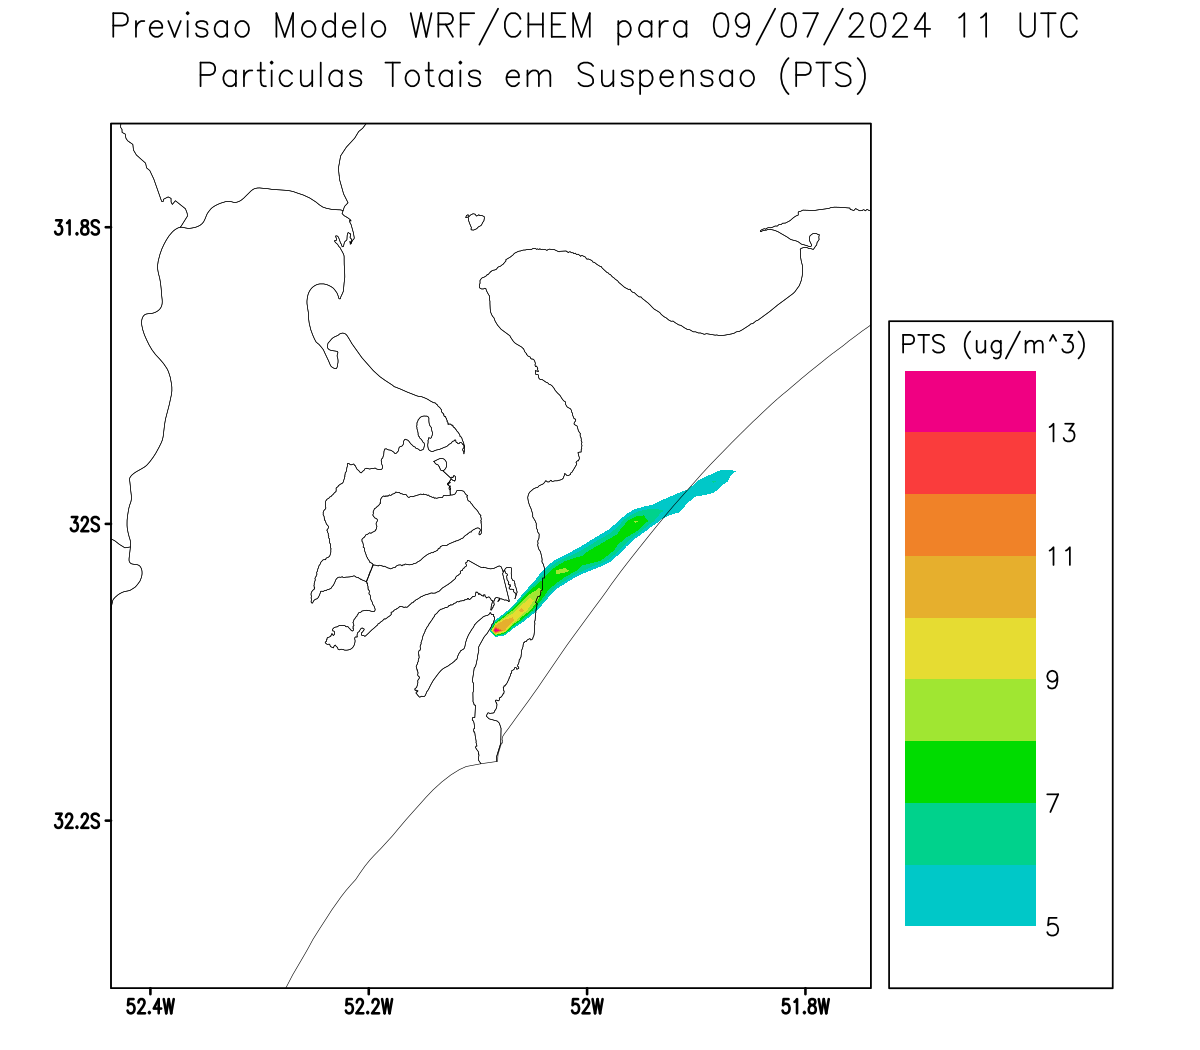 Previsao Modelo WRF/CHEM para 09/07/2024 11 UTC
Particulas Totais em Suspensao (PTS)
31.8S
32S
32.2S
52.4W
52.2W
52W
51.8W
PTS (ug/m^3)
13
11
9
7
5